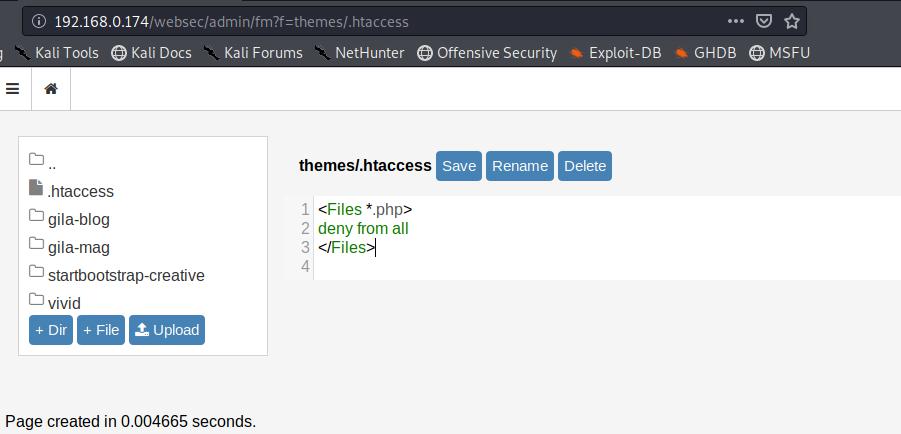 192.168.0.174/websec/admin/fm?f=themes/.htaccess
Kali Tools Kali Docs Kali Forums NetHunter Offensive Security Exploit-DB GHDB MSFU
..
.htaccess
gila-blog
gila-mag
startbootstrap-creative
vivid
+ Dir + File Upload
themes/.htaccess Save Rename Delete
1 <Files *.php>
2 deny from all
3 </Files>
4
Page created in 0.004665 seconds.